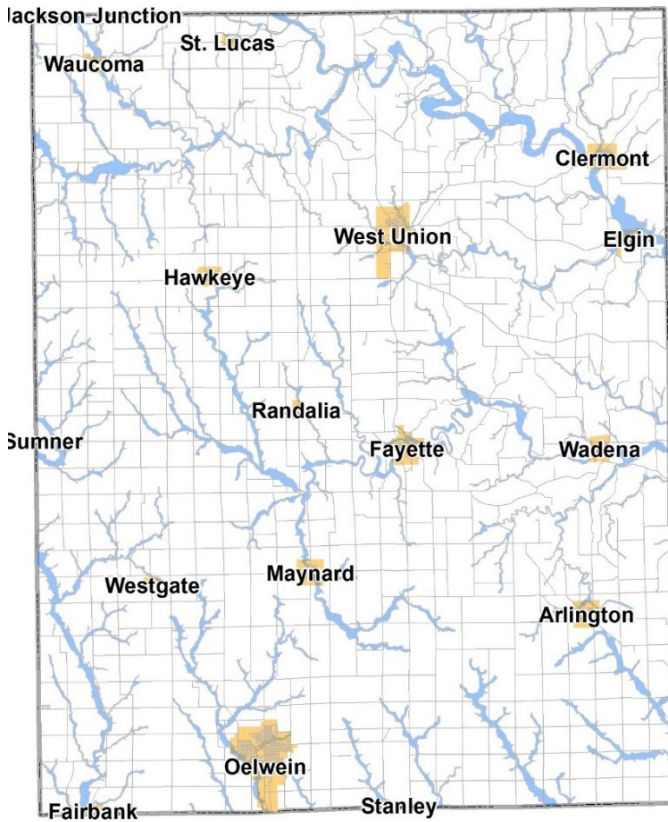 Jackson Junction
St. Lucas
Waucoma
Clermont
West Union
Elgin
Hawkeye
Randalia
Sumner
Fayette
Wadena
Westgate
Maynard
Arlington
Oelwein
Fairbank
Stanley